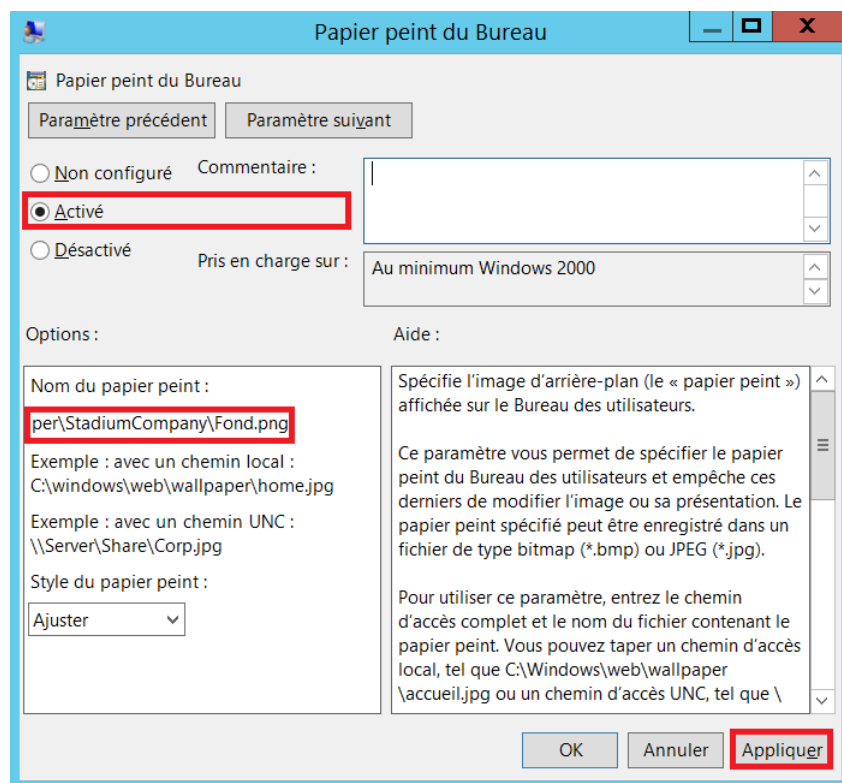 Papier peint du Bureau
Papier peint du Bureau
Paramètre précédent
Paramètre suivant
Non configuré
Commentaire :
Activé
Désactivé
Pris en charge sur :
Au minimum Windows 2000
Options :
Aide :
Nom du papier peint :
per\StadiumCompany\Fond.png
Exemple : avec un chemin local :
C:\windows\web\wallpaper\home.jpg
Exemple : avec un chemin UNC :
\\Server\Share\Corp.jpg
Style du papier peint :
Ajuster
Spécifie l'image d'arrière-plan (le « papier peint »)
affichée sur le Bureau des utilisateurs.
Ce paramètre vous permet de spécifier le papier
peint du Bureau des utilisateurs et empêche ces
derniers de modifier l'image ou sa présentation. Le
papier peint spécifié peut être enregistré dans un
fichier de type bitmap (*.bmp) ou JPEG (*.jpg).
Pour utiliser ce paramètre, entrez le chemin
d'accès complet et le nom du fichier contenant le
papier peint. Vous pouvez taper un chemin d'accès
local, tel que C:\Windows\web\wallpaper
\accueil.jpg ou un chemin d'accès UNC, tel que \
OK
Annuler
Appliquer